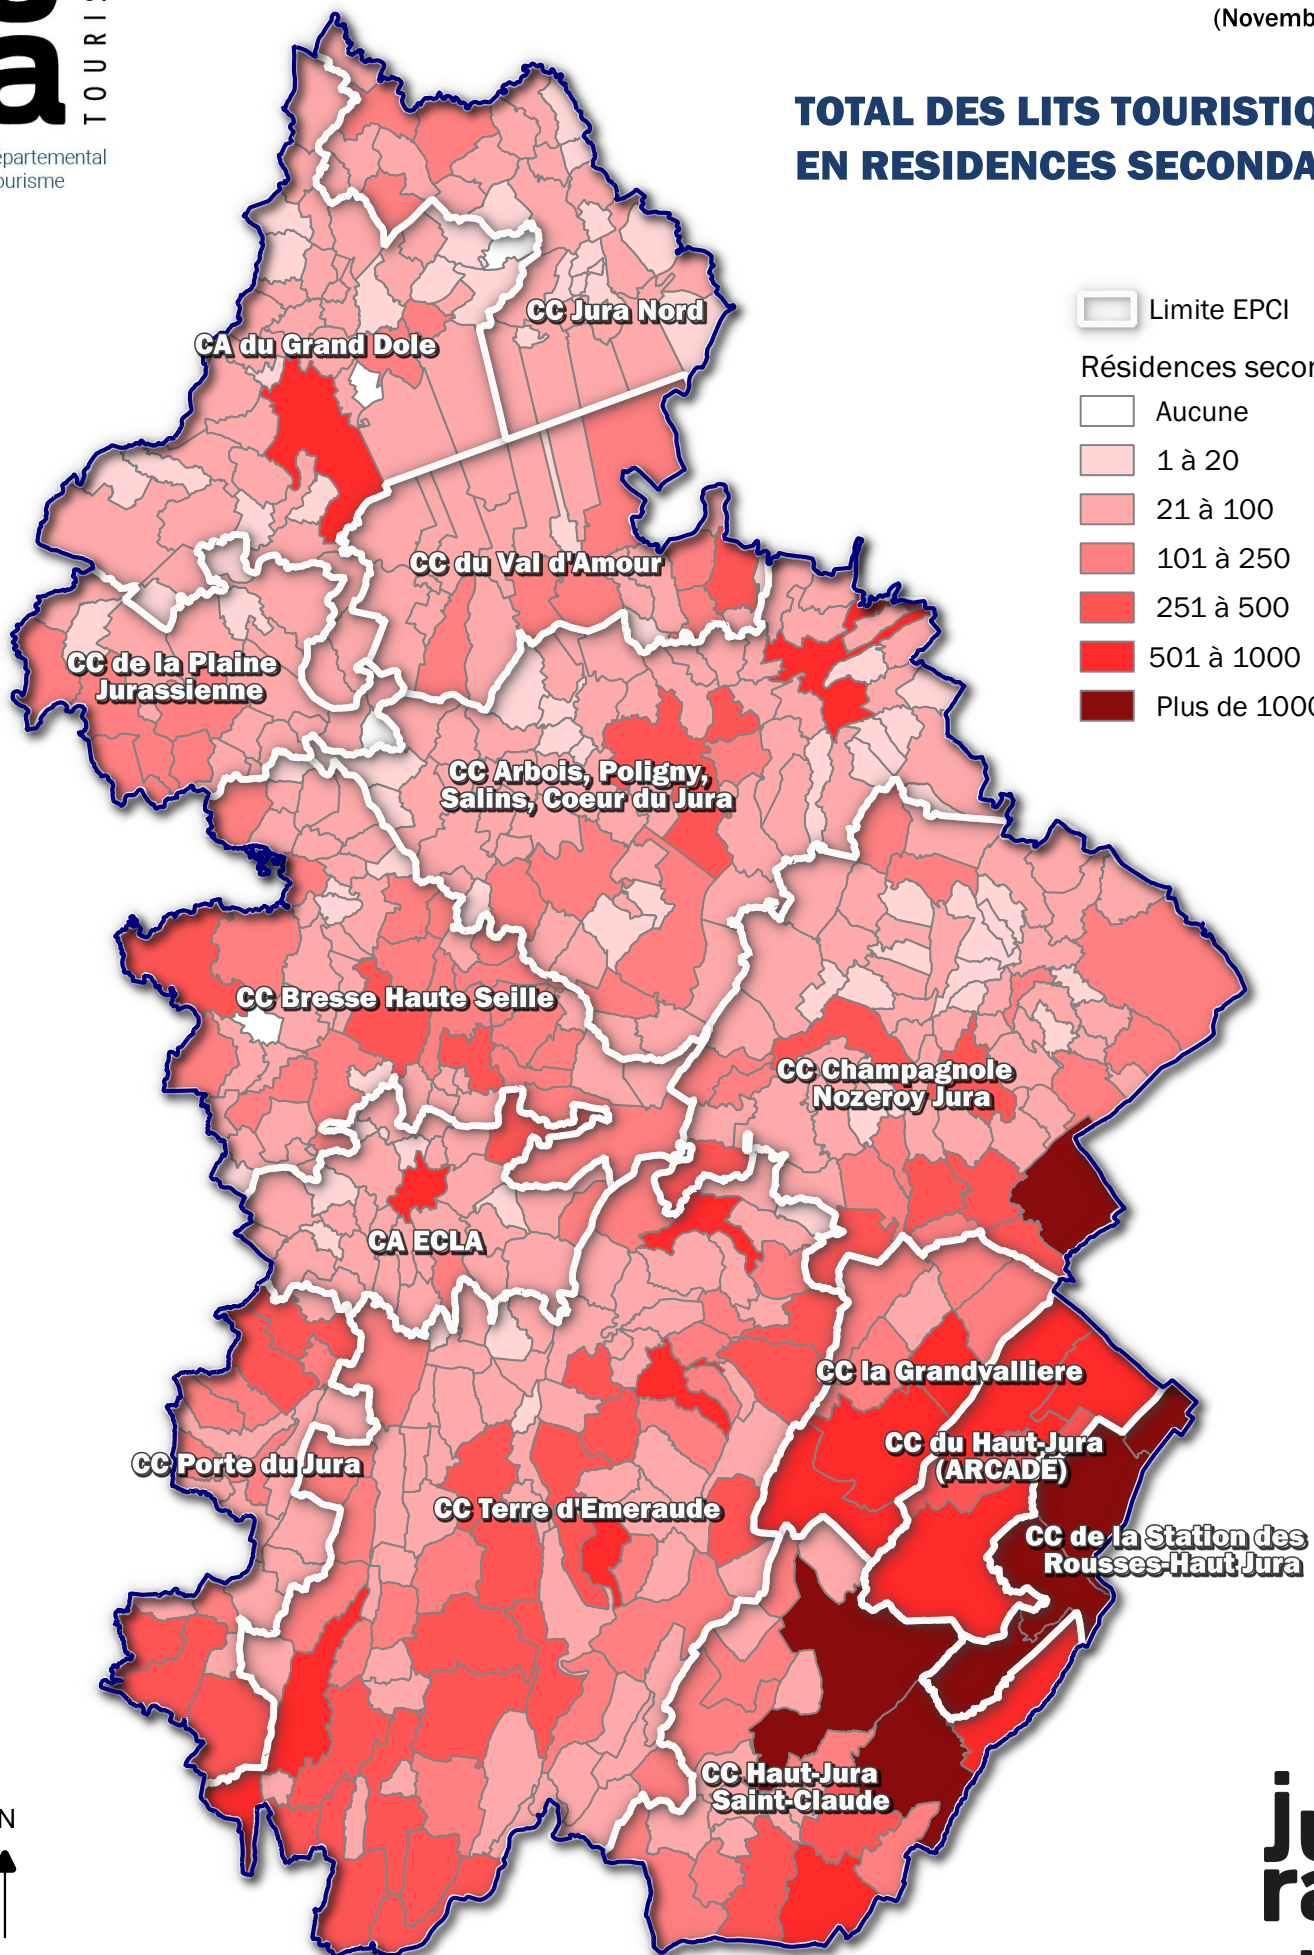 a
TOURIS
épartemental
ourisme
(Novemb
TOTAL DES LITS TOURISTIQ
EN RESIDENCES SECONDA
Limite EPCI
Résidences secon
Aucune
1 à 20
21 à 100
101 à 250
251 à 500
501 à 1000
Plus de 1000
CC Jura Nord
CA du Grand Dole
CC du Val d'Amour
CC de la Plaine
Jurassienne
CC Arbois, Poligny,
Salins, Coeur du Jura
CC Bresse Haute Seille
CC Champagnole
Nozeroy Jura
CA ECLA
CC la Grandvalliere
CC du Haut-Jura
(ARCADE)
CC Porte du Jura
CC Terre d'Emeraude
CC de la Station des
Rousses-Haut Jura
CC Haut-Jura
Saint-Claude
N
ju
ra